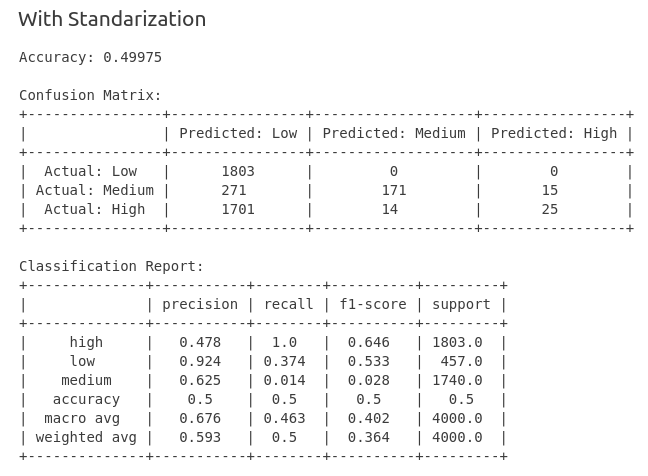 With Standarization
Accuracy: 0.49975
Confusion Matrix:
+----------------+-----------------+-------------------+-----------------+
|                | Predicted: Low | Predicted: Medium | Predicted: High |
+----------------+-----------------+-------------------+-----------------+
| Actual: Low | 1803 | 0 | 0 |
| Actual: Medium | 271 | 171 | 15 |
| Actual: High | 1701 | 14 | 25 |
+----------------+-----------------+-------------------+-----------------+
Classification Report:
+--------------+-----------+--------+----------+---------+
|              | precision | recall | f1-score | support |
+--------------+-----------+--------+----------+---------+
| high | 0.478 | 1.0 | 0.646 | 1803.0 |
| low | 0.924 | 0.374 | 0.533 | 457.0 |
| medium | 0.625 | 0.014 | 0.028 | 1740.0 |
| accuracy | 0.5 | 0.5 | 0.5 | 0.5 |
| macro avg | 0.676 | 0.463 | 0.402 | 4000.0 |
| weighted avg | 0.593 | 0.5 | 0.364 | 4000.0 |
+--------------+-----------+--------+----------+---------+